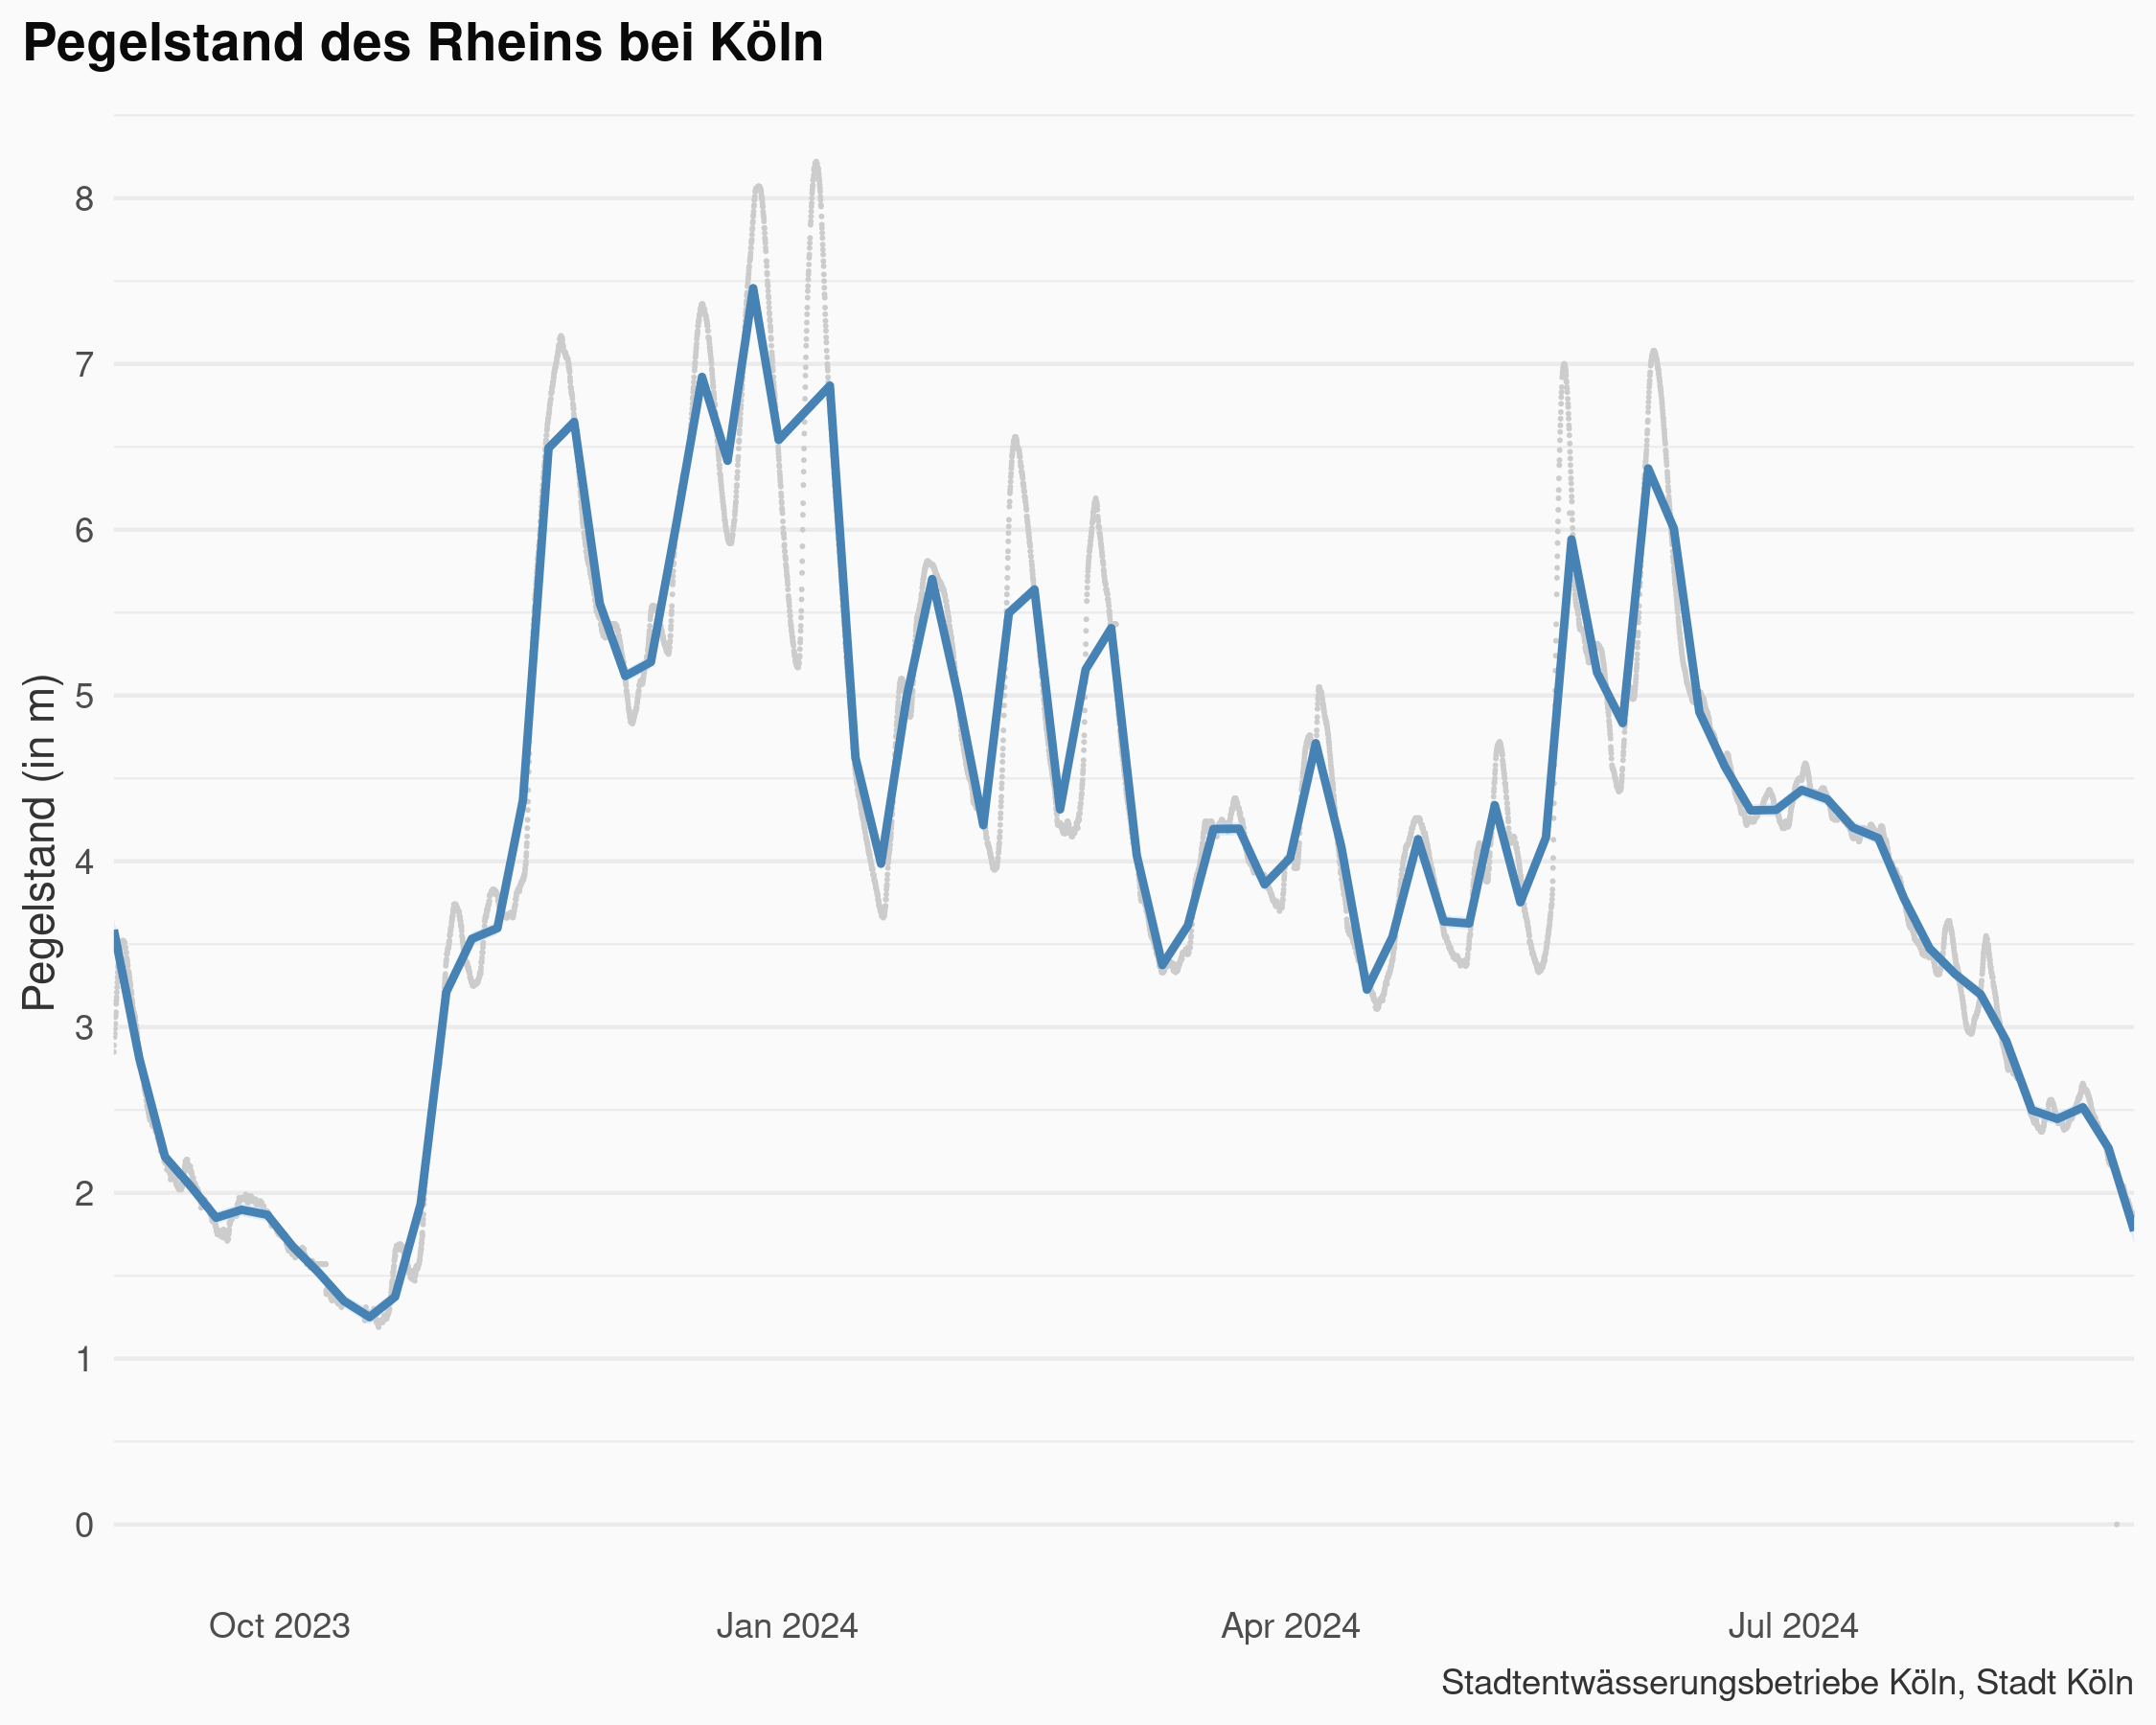 Pegelstand des Rheins bei Köln
Pegelstand (in m)
8
7
6
5
4
3
2
1
0
Oct 2023 Jan 2024 Apr 2024 Jul 2024
Stadtentwässerungsbetriebe Köln, Stadt Köln